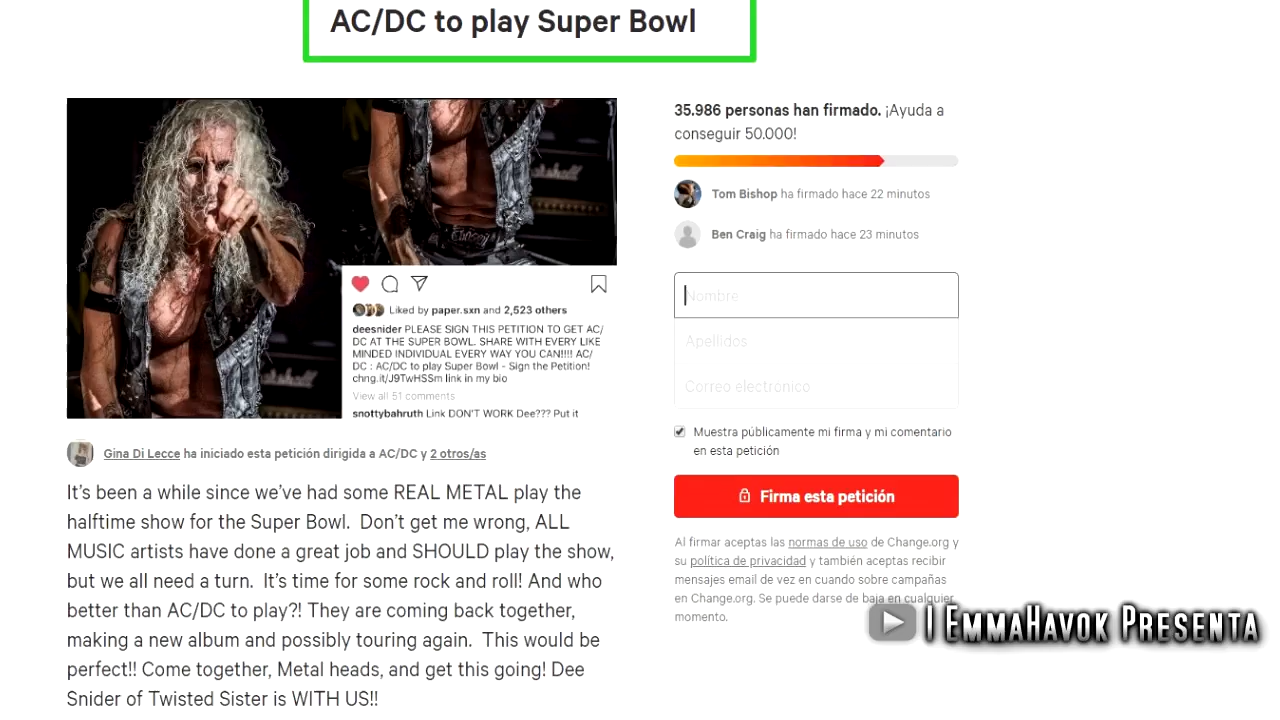 AC/DC to play Super Bowl
35.986 personas han firmado. ¡Ayuda a
conseguir 50.000!
Tom Bishop ha firmado hace 22 minutos
Ben Craig ha firmado hace 23 minutos
Nombre
Apellidos
Correo electrónico
Muestra públicamente mi firma y mi comentario
en esta petición
Firma esta petición
Al firmar aceptas las normas de uso de Change.org y
su política de privacidad y también aceptas recibir
mensajes email de vez en cuando sobre campañas
en Change.org. Se puede darse de baja en cualquier
momento.
Marshall
Liked by paper.sxn and 2,523 others
deesnider PLEASE SIGN THIS PETITION TO GET AC/
DC AT THE SUPER BOWL. SHARE WITH EVERY LIKE
MINDED INDIVIDUAL EVERY WAY YOU CAN!!!! AC/
DC : AC/DC to play Super Bowl - Sign the Petition!
chng.it/J9TwHSSm link in my bio
View all 51 comments
snottybahruth Link DON'T WORK Dee??? Put it
Gina Di Lecce ha iniciado esta petición dirigida a AC/DC y 2 otros/as
It's been a while since we've had some REAL METAL play the
halftime show for the Super Bowl. Don't get me wrong, ALL
MUSIC artists have done a great job and SHOULD play the show,
but we all need a turn. It's time for some rock and roll! And who
better than AC/DC to play?! They are coming back together,
making a new album and possibly touring again. This would be
perfect!! Come together, Metal heads, and get this going! Dee
Snider of Twisted Sister is WITH US!!
| EmmaHavok Presenta